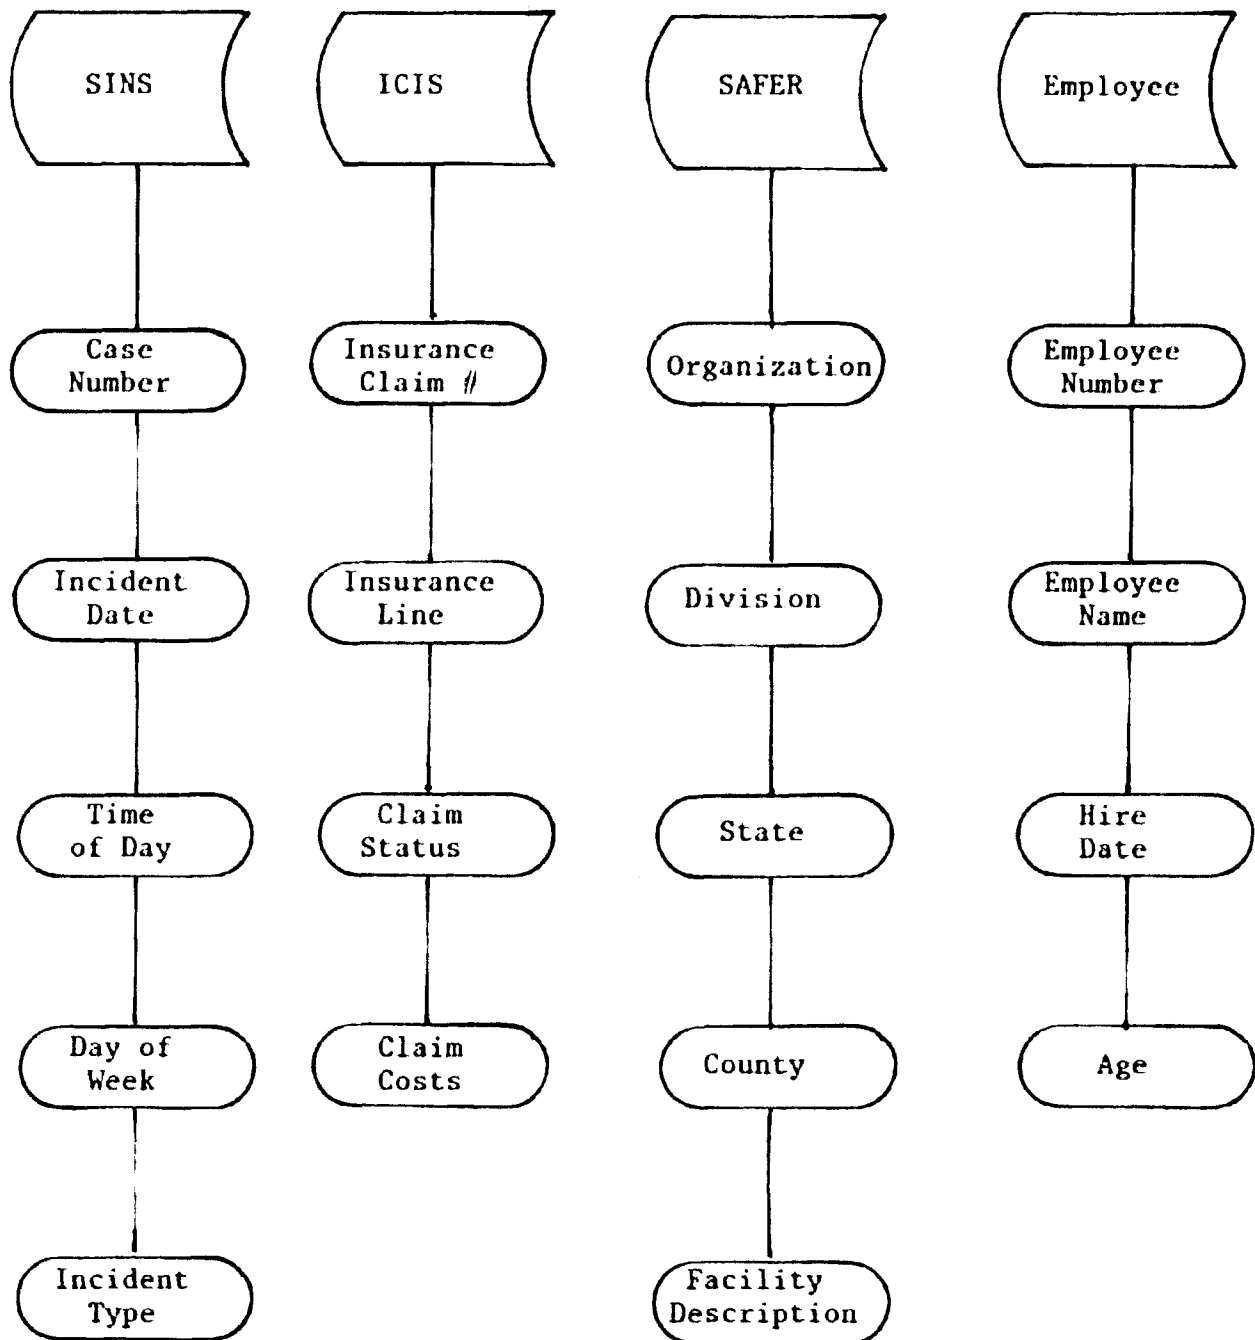 SINS
ICIS
SAFER
Employee
Case
Number
Insurance
Claim #
Organization
Employee
Number
Incident
Date
Insurance
Line
Division
Employee
Name
Time
of Day
Claim
Status
State
Hire
Date
Day of
Week
Claim
Costs
County
Age
Incident
Type
Facility
Description